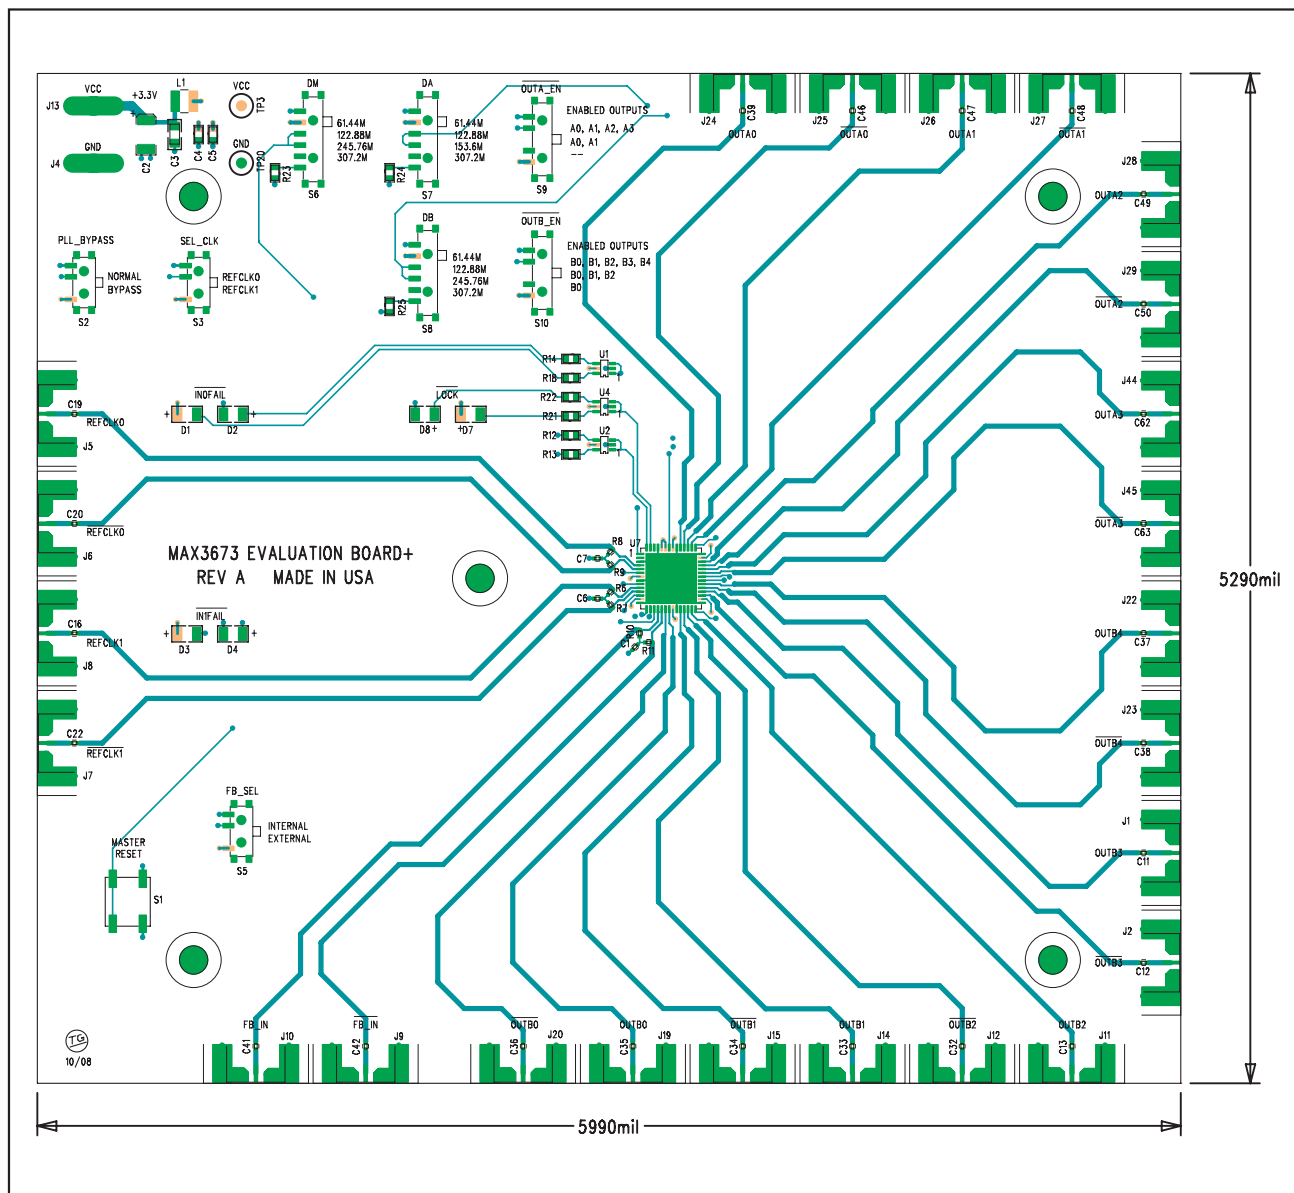 VCC
J13
+3.3V
+
L1
VCC
TP3
GND
J4
C2
C3
C4
C5
GND
TP20
DM
61.44M
122.88M
245.76M
307.2M
R23
S6
DA
61.44M
122.88M
153.6M
307.2M
R24
S7
OUTA_EN
ENABLED OUTPUTS
A0, A1, A2, A3
A0, A1
--
S9
DB
61.44M
122.88M
245.76M
307.2M
R25
S8
OUTB_EN
ENABLED OUTPUTS
B0, B1, B2, B3, B4
B0, B1, B2
B0
S10
PLL_BYPASS
NORMAL
BYPASS
S2
SEL_CLK
REFCLK0
REFCLK1
S3
J24
C39
OUTA0
J25
C46
OUTA0
J26
C47
OUTA1
J27
C48
OUTA1
J28
OUTA2
C49
J29
OUTA2
C50
J44
OUTA3
C62
J45
OUTA3
C63
J22
OUTB4
C37
J23
OUTB4
C38
J1
OUTB3
C11
J2
OUTB3
C12
IN0FAIL
+
D1
D2
+
LOCK
D8+
+D7
R14
R18
R22
R21
R12
R13
U1
1
U4
1
U2
1
C19
REFCLK0
J5
C20
REFCLK0
J6
MAX3673 EVALUATION BOARD+
REV A MADE IN USA
C16
REFCLK1
J8
C22
REFCLK1
J7
IN1FAIL
+
D3
D4
+
R8
C7
R9
R6
C6
R7
U7
1
R10
C1
R11
5290mil
FB_SEL
INTERNAL
EXTERNAL
S5
MASTER
RESET
S1
TG
10/08
FB_IN
C41
J10
FB_IN
C42
J9
OUTB0
C36
J20
OUTB0
C35
J19
OUTB1
C34
J15
OUTB1
C33
J14
OUTB2
C32
J12
OUTB2
C13
J11
5990mil